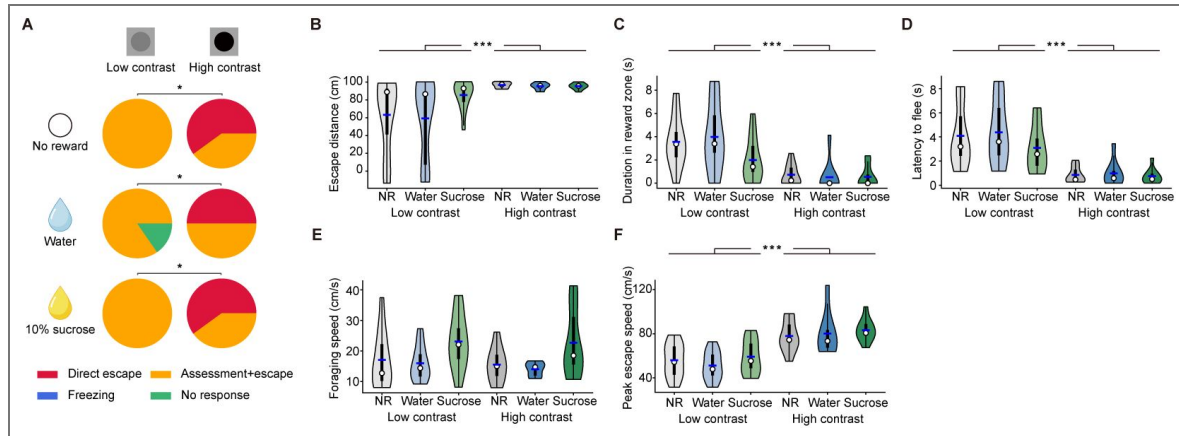 A
Low contrast High contrast
*
No reward
*
Water
*
10% sucrose
Direct escape Assessment+escape
Freezing No response
B
***
Escape distance (cm)
100
80
60
40
20
0
NR Water Sucrose NR Water Sucrose
Low contrast High contrast
C
***
Duration in reward zone (s)
8
6
4
2
0
NR Water Sucrose NR Water Sucrose
Low contrast High contrast
D
***
Latency to flee (s)
8
6
4
2
0
NR Water Sucrose NR Water Sucrose
Low contrast High contrast
E
Foraging speed (cm/s)
40
30
20
10
NR Water Sucrose NR Water Sucrose
Low contrast High contrast
F
***
Peak escape speed (cm/s)
140
100
60
NR Water Sucrose NR Water Sucrose
Low contrast High contrast